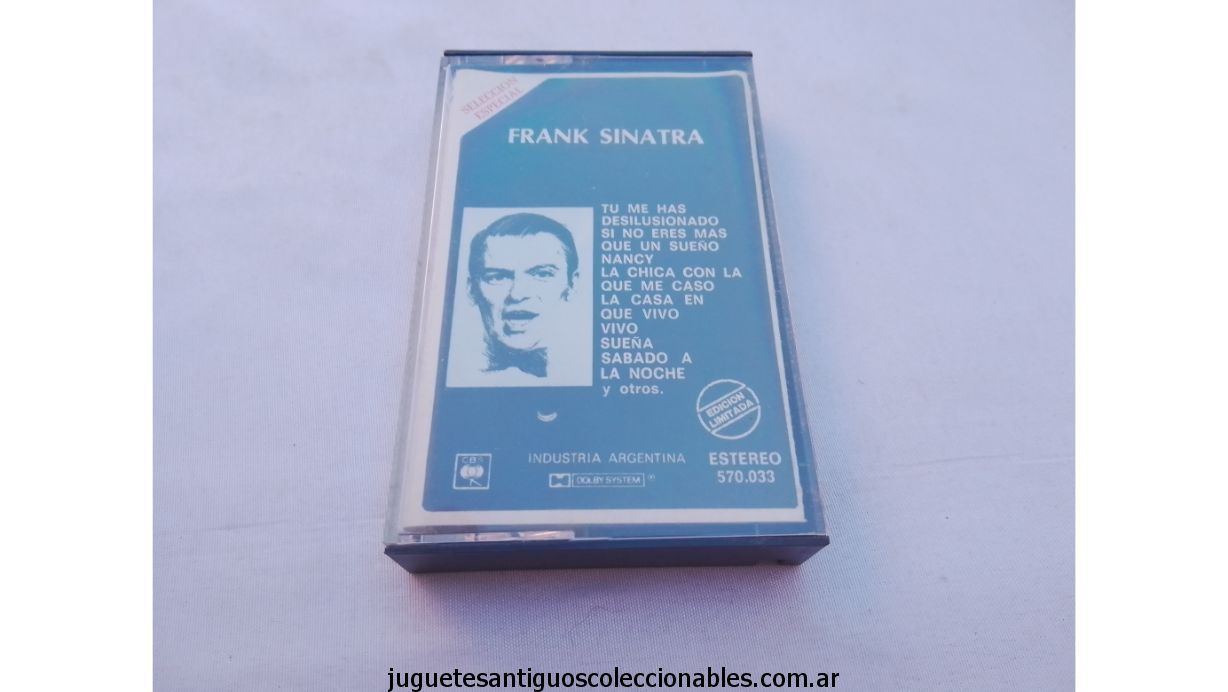 SELECCION
ESPECIAL
FRANK SINATRA
TU ME HAS
DESILUSIONADO
SI NO ERES MAS
QUE UN SUEÑO
NANCY
LA CHICA CON LA
QUE ME CASO
LA CASA EN
QUE VIVO
VIVO
SUEÑA
SABADO A
LA NOCHE
y otros.
EDICION
LIMITADA
CBS
INDUSTRIA ARGENTINA
DOLBY SYSTEM ®
ESTEREO
570.033
juguetesantiguoscoleccionables.com.ar